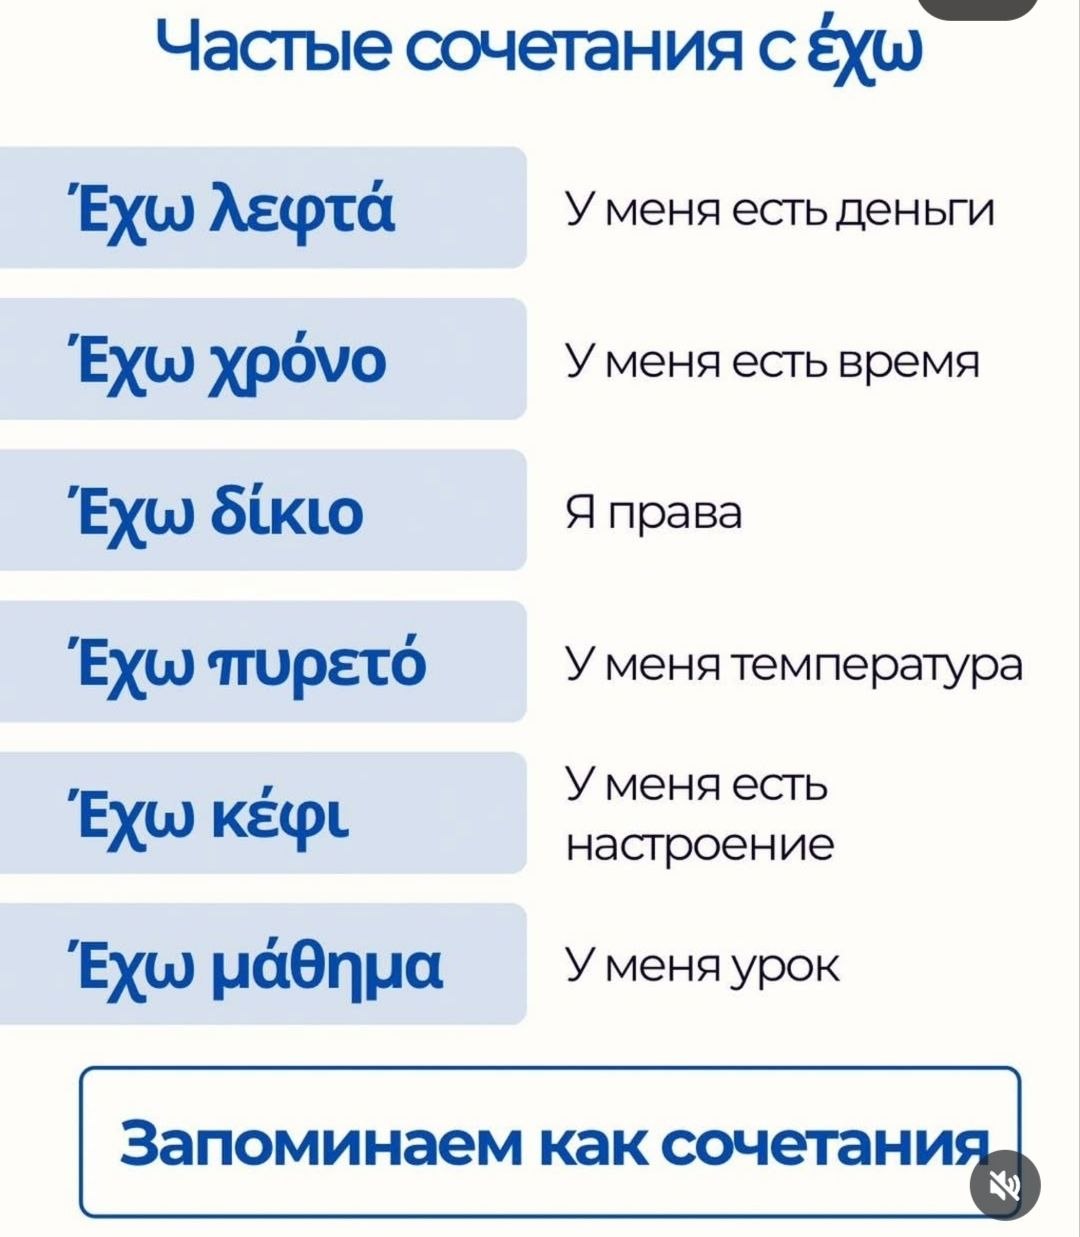 Частые сочетания с έχω
Έχω λεφτά
У меня есть деньги
Έχω χρόνο
У меня есть время
Έχω δίκιο
Я права
Έχω πυρετό
У меня температура
Έχω κέφι
У меня есть
настроение
Έχω μάθημα
У меня урок
Запоминаем как сочетания